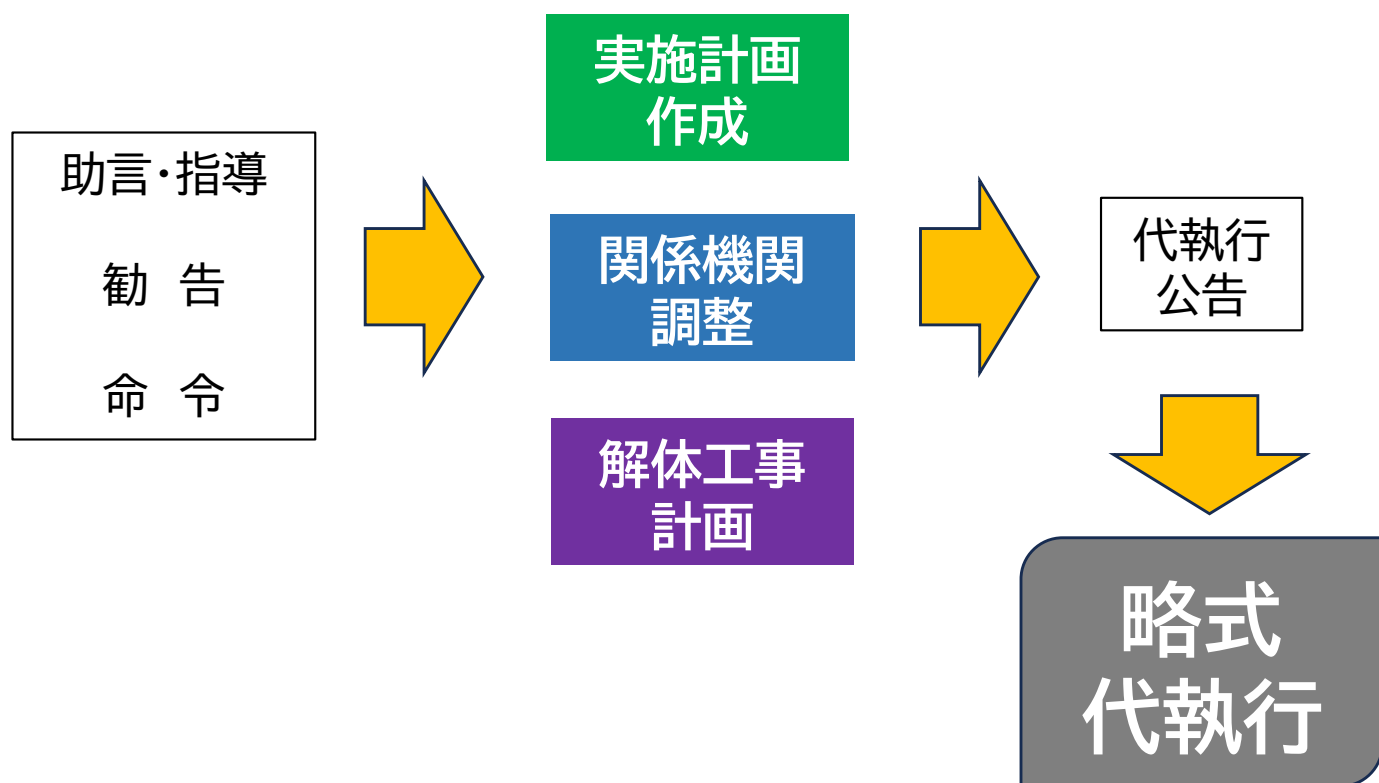 助言・指導
勧 告
命 令
実施計画
作成
関係機関
調整
解体工事
計画
代執行
公告
略式
代執行